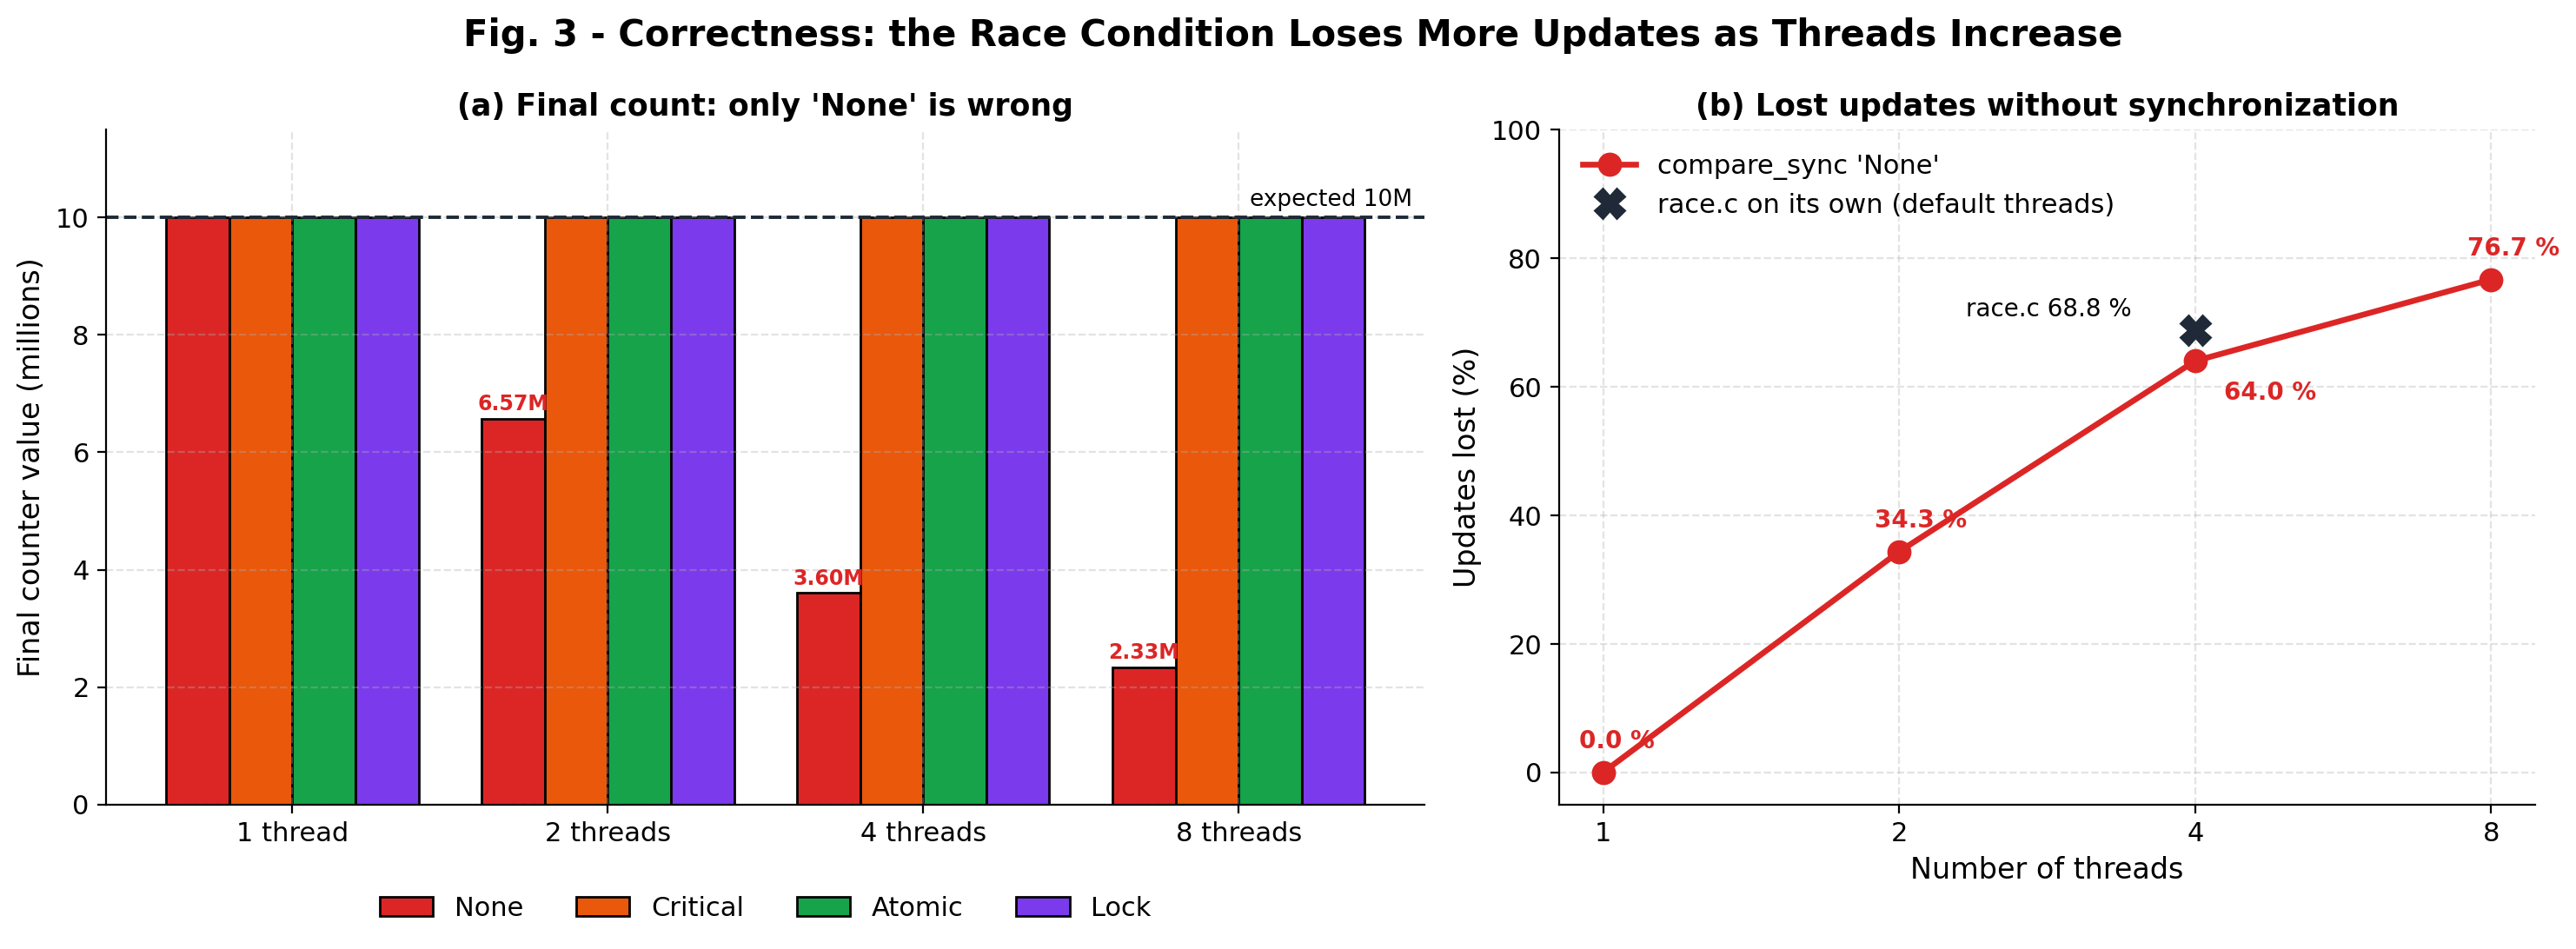 Fig. 3 - Correctness: the Race Condition Loses More Updates as Threads Increase
(a) Final count: only 'None' is wrong
Final counter value (millions)
10
8
6
4
2
0
expected 10M
6.57M
3.60M
2.33M
1 thread
2 threads
4 threads
8 threads
None
Critical
Atomic
Lock
(b) Lost updates without synchronization
Updates lost (%)
100
80
60
40
20
0
compare_sync 'None'
race.c on its own (default threads)
76.7 %
race.c 68.8 %
64.0 %
34.3 %
0.0 %
1
2
4
8
Number of threads